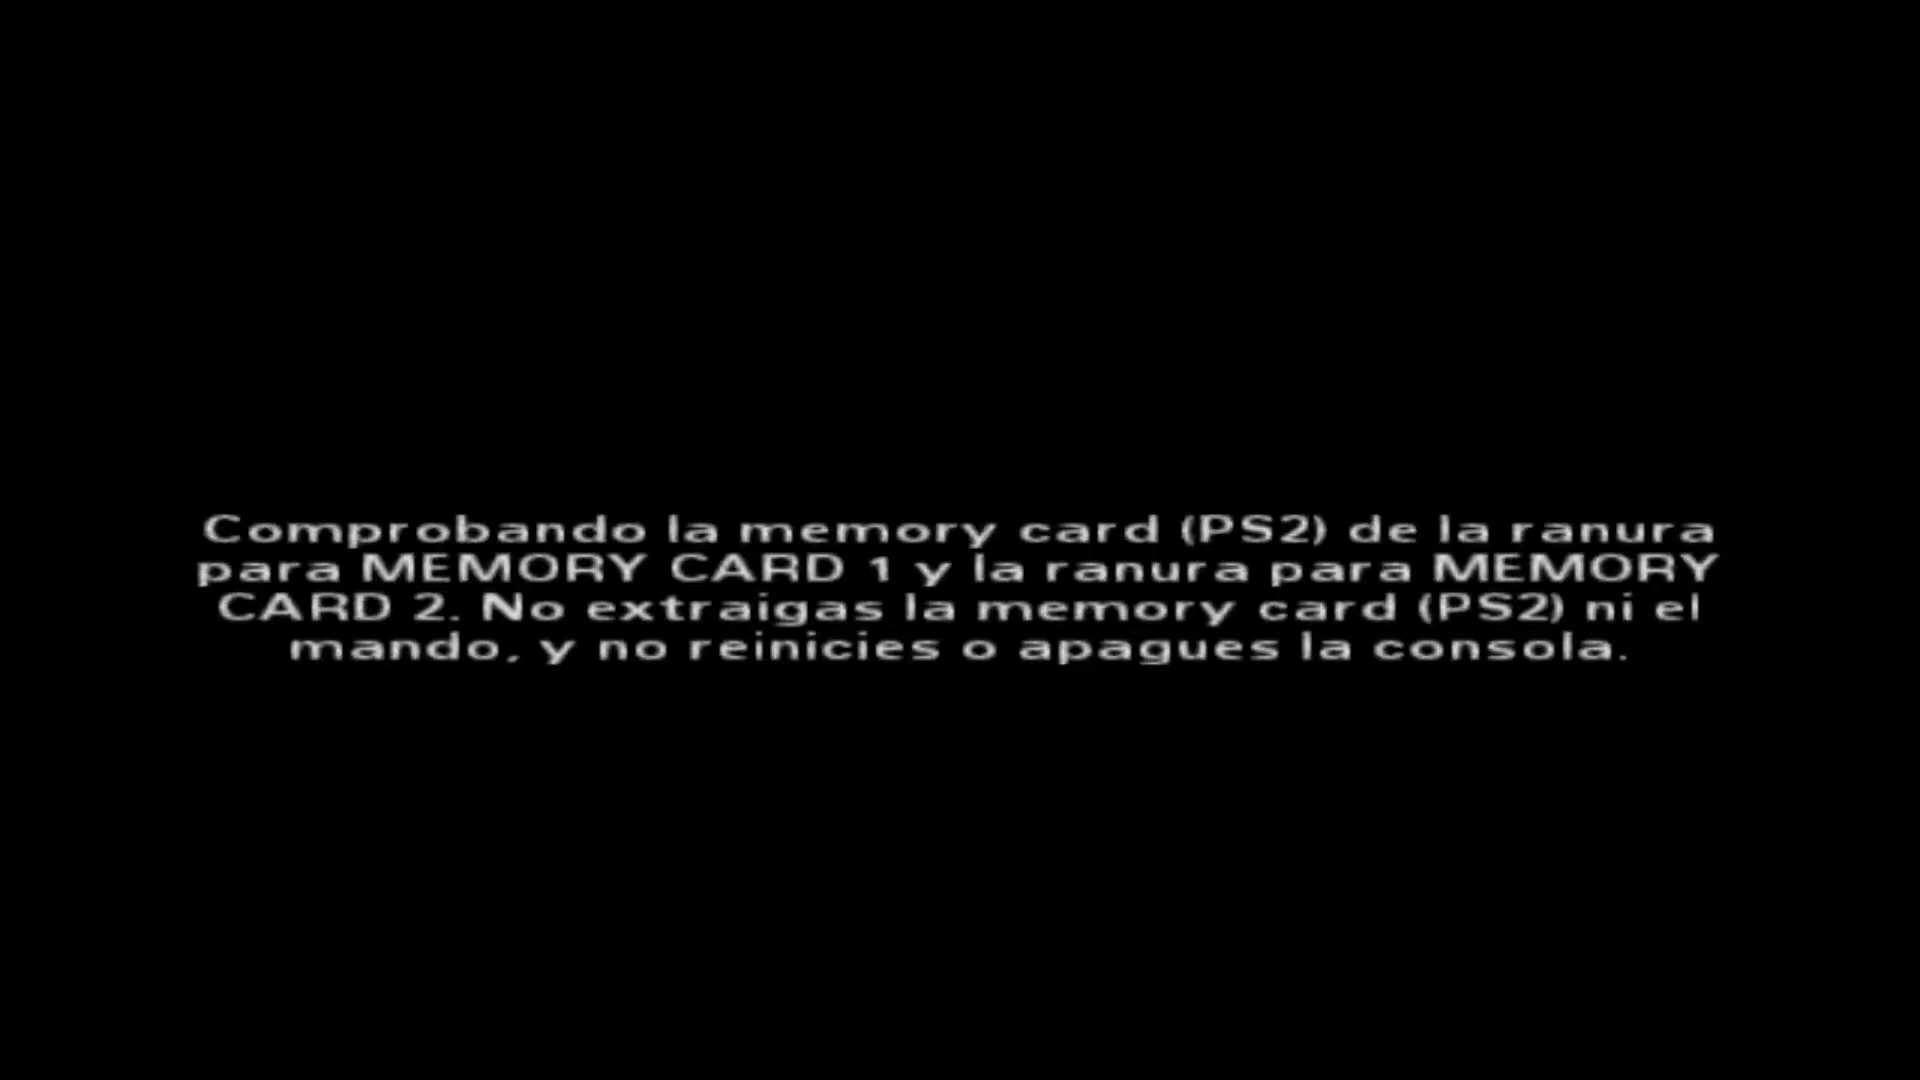 Comprobando la memory card (PS2) de la ranura
para MEMORY CARD 1 y la ranura para MEMORY
CARD 2. No extraigas la memory card (PS2) ni el
mando, y no reinicies o apagues la consola.